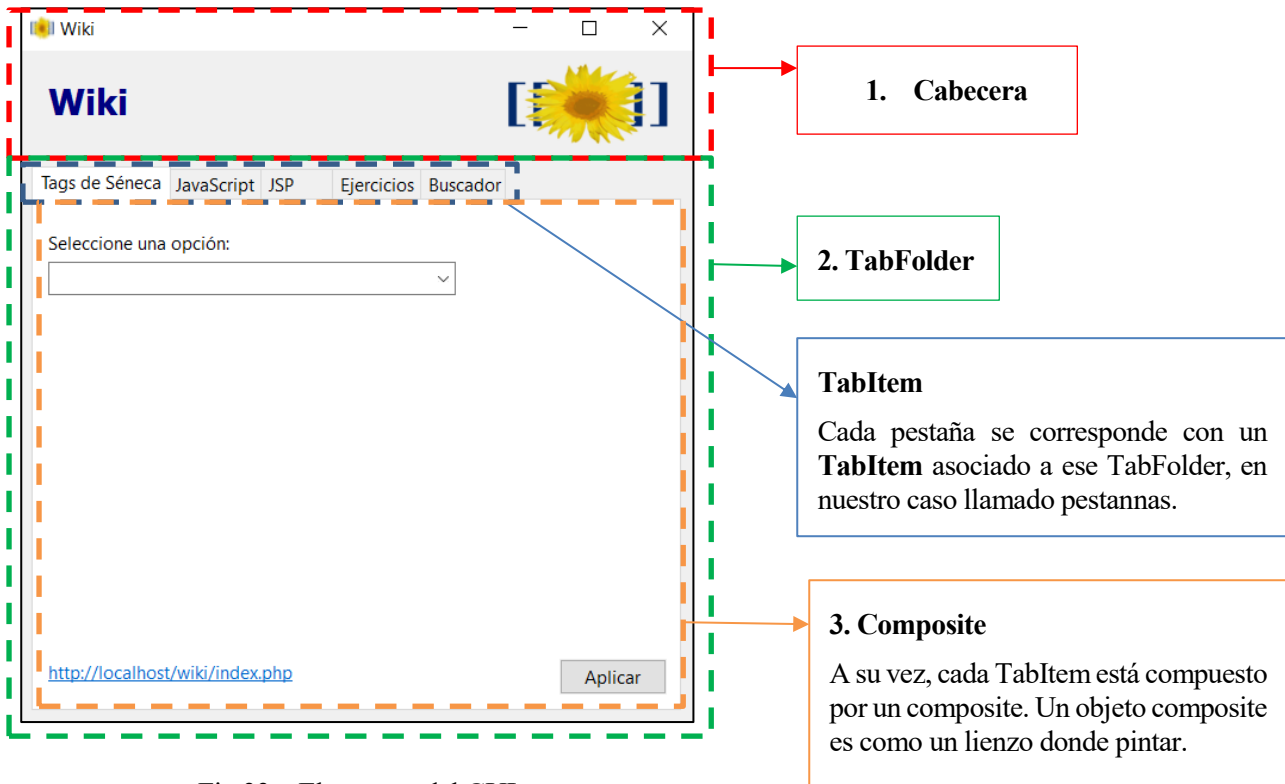 Wiki
Wiki
[[ ]]
Tags de Séneca JavaScript JSP Ejercicios Buscador
Seleccione una opción:
http://localhost/wiki/index.php
Aplicar
1. Cabecera
2. TabFolder
TabItem
Cada pestaña se corresponde con un
TabItem asociado a ese TabFolder, en
nuestro caso llamado pestannas.
3. Composite
A su vez, cada TabItem está compuesto
por un composite. Un objeto composite
es como un lienzo donde pintar.